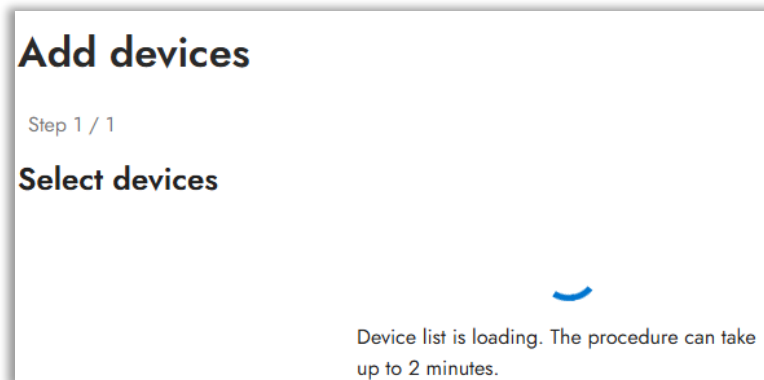 Add devices
Step 1 / 1
Select devices
Device list is loading. The procedure can take
up to 2 minutes.